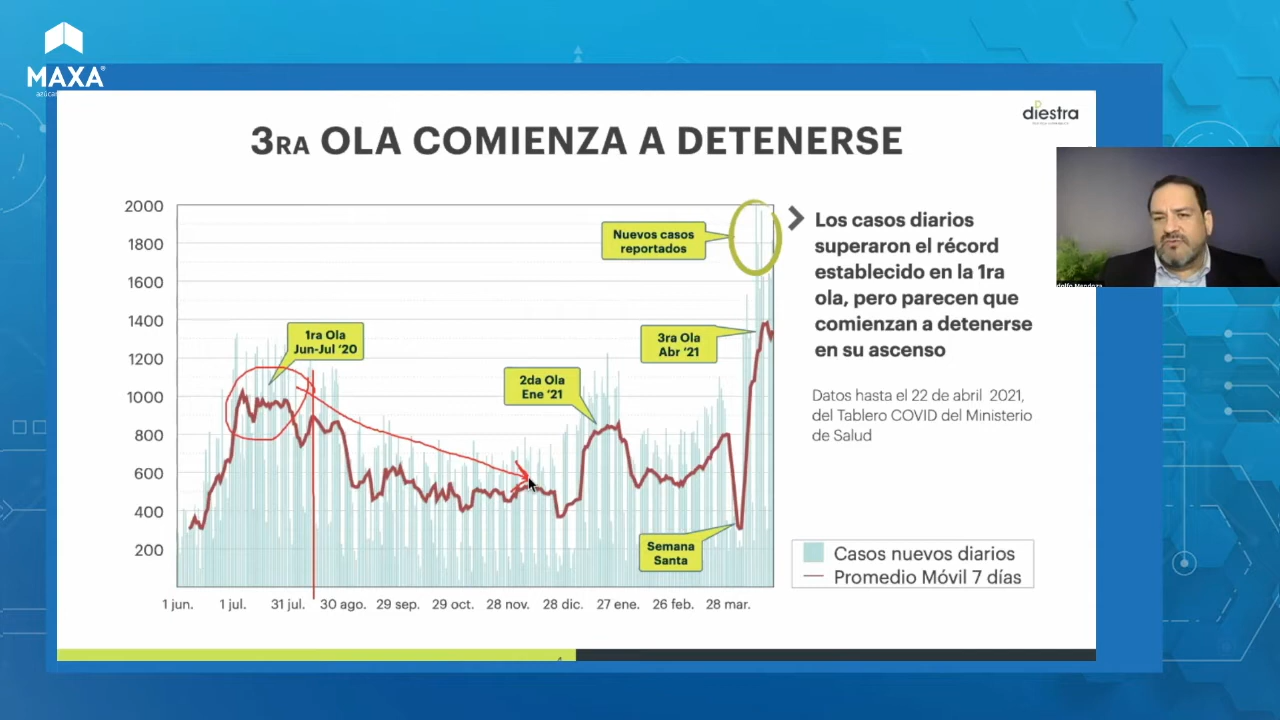 MAXA®
azúcar
diestra
3RA OLA COMIENZA A DETENERSE
2000
1800
1600
1400
1200
1000
800
600
400
200
Nuevos casos
reportados
1ra Ola
Jun-Jul ‘20
3ra Ola
Abr ‘21
2da Ola
Ene ‘21
Semana
Santa
1 jun.
1 jul.
31 jul.
30 ago.
29 sep.
29 oct.
28 nov.
28 dic.
27 ene.
26 feb.
28 mar.
Los casos diarios
superaron el récord
establecido en la 1ra
ola, pero parecen que
comienzan a detenerse
en su ascenso
Datos hasta el 22 de abril 2021,
del Tablero COVID del Ministerio
de Salud
Casos nuevos diarios
Promedio Móvil 7 días